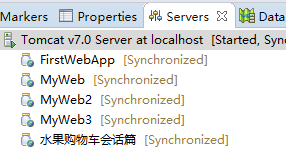 Markers Properties Servers Data
Tomcat v7.0 Server at localhost [Started, Sync
FirstWebApp [Synchronized]
MyWeb [Synchronized]
MyWeb2 [Synchronized]
MyWeb3 [Synchronized]
水果购物车会话篇 [Synchronized]